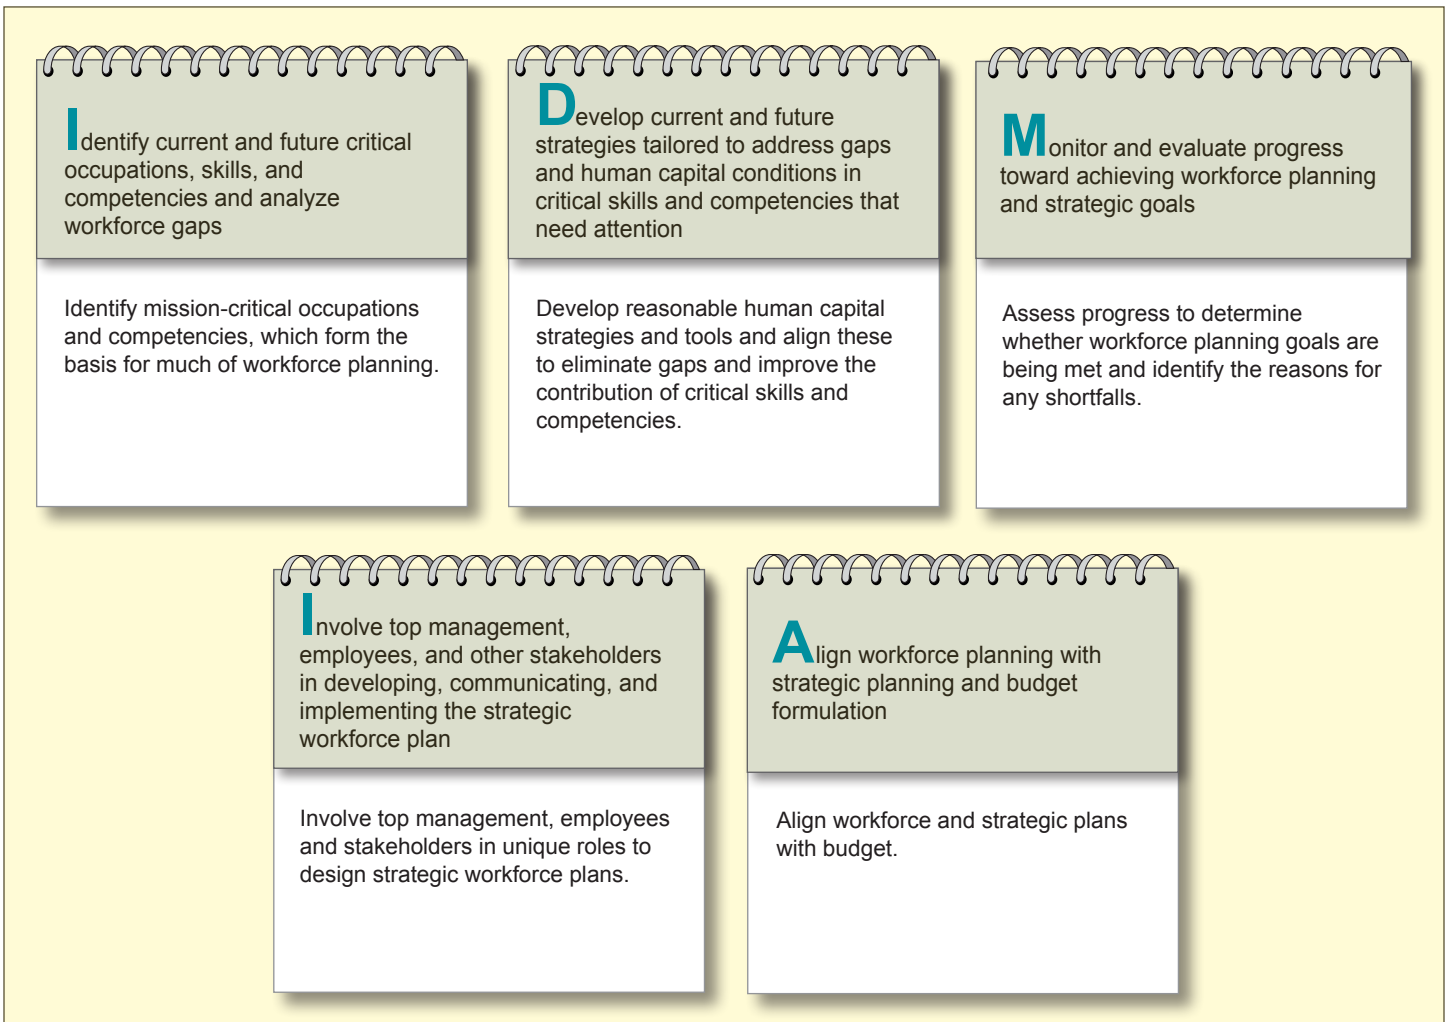 Identify current and future critical
occupations, skills, and
competencies and analyze
workforce gaps
Identify mission-critical occupations
and competencies, which form the
basis for much of workforce planning.
Develop current and future
strategies tailored to address gaps
and human capital conditions in
critical skills and competencies that
need attention
Develop reasonable human capital
strategies and tools and align these
to eliminate gaps and improve the
contribution of critical skills and
competencies.
Monitor and evaluate progress
toward achieving workforce planning
and strategic goals
Assess progress to determine
whether workforce planning goals are
being met and identify the reasons for
any shortfalls.
Involve top management,
employees, and other stakeholders
in developing, communicating, and
implementing the strategic
workforce plan
Involve top management, employees
and stakeholders in unique roles to
design strategic workforce plans.
Align workforce planning with
strategic planning and budget
formulation
Align workforce and strategic plans
with budget.